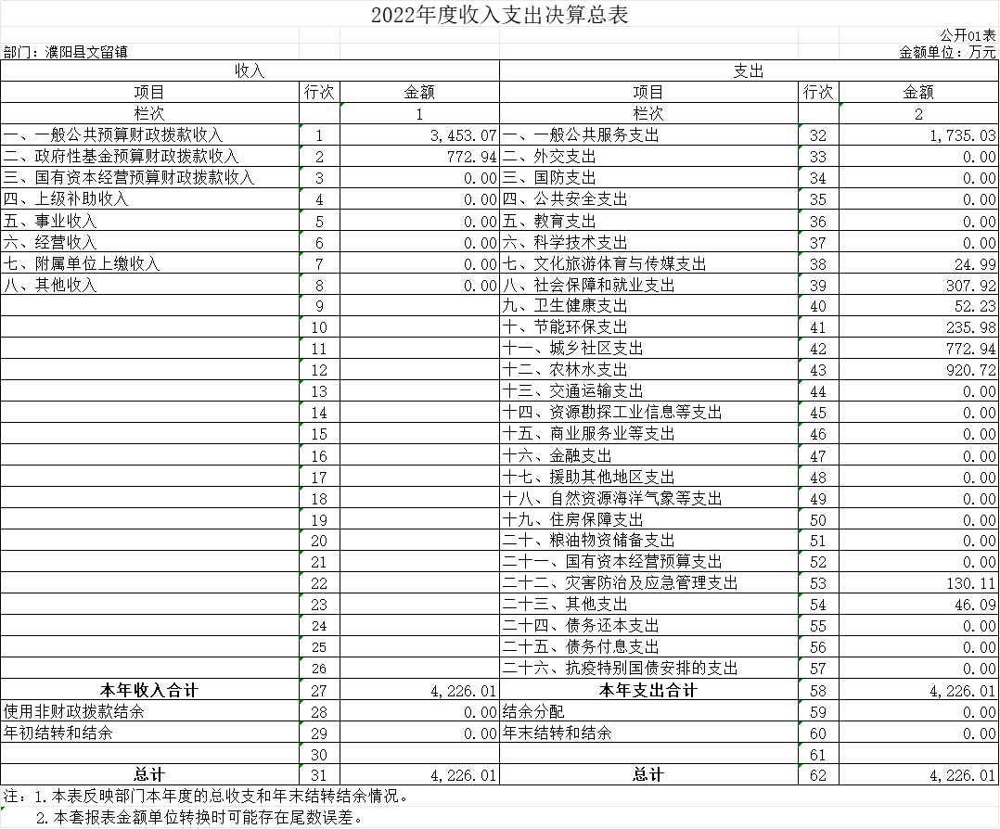 2022年度收入支出决算总表
公开01表
部门：濮阳县文留镇 金额单位：万元
收入 支出
项目 行次 金额 项目 行次 金额
栏次 1 栏次 2
一、一般公共预算财政拨款收入 1 3,453.07 一、一般公共服务支出 32 1,735.03
二、政府性基金预算财政拨款收入 2 772.94 二、外交支出 33 0.00
三、国有资本经营预算财政拨款收入 3 0.00 三、国防支出 34 0.00
四、上级补助收入 4 0.00 四、公共安全支出 35 0.00
五、事业收入 5 0.00 五、教育支出 36 0.00
六、经营收入 6 0.00 六、科学技术支出 37 0.00
七、附属单位上缴收入 7 0.00 七、文化旅游体育与传媒支出 38 24.99
八、其他收入 8 0.00 八、社会保障和就业支出 39 307.92
9 九、卫生健康支出 40 52.23
10 十、节能环保支出 41 235.98
11 十一、城乡社区支出 42 772.94
12 十二、农林水支出 43 920.72
13 十三、交通运输支出 44 0.00
14 十四、资源勘探工业信息等支出 45 0.00
15 十五、商业服务业等支出 46 0.00
16 十六、金融支出 47 0.00
17 十七、援助其他地区支出 48 0.00
18 十八、自然资源海洋气象等支出 49 0.00
19 十九、住房保障支出 50 0.00
20 二十、粮油物资储备支出 51 0.00
21 二十一、国有资本经营预算支出 52 0.00
22 二十二、灾害防治及应急管理支出 53 130.11
23 二十三、其他支出 54 46.09
24 二十四、债务还本支出 55 0.00
25 二十五、债务付息支出 56 0.00
26 二十六、抗疫特别国债安排的支出 57 0.00
本年收入合计 27 4,226.01 本年支出合计 58 4,226.01
使用非财政拨款结余 28 0.00 结余分配 59 0.00
年初结转和结余 29 0.00 年末结转和结余 60 0.00
30 61
总计 31 4,226.01 总计 62 4,226.01
注：1.本表反映部门本年度的总收支和年末结转结余情况。
2.本套报表金额单位转换时可能存在尾数误差。